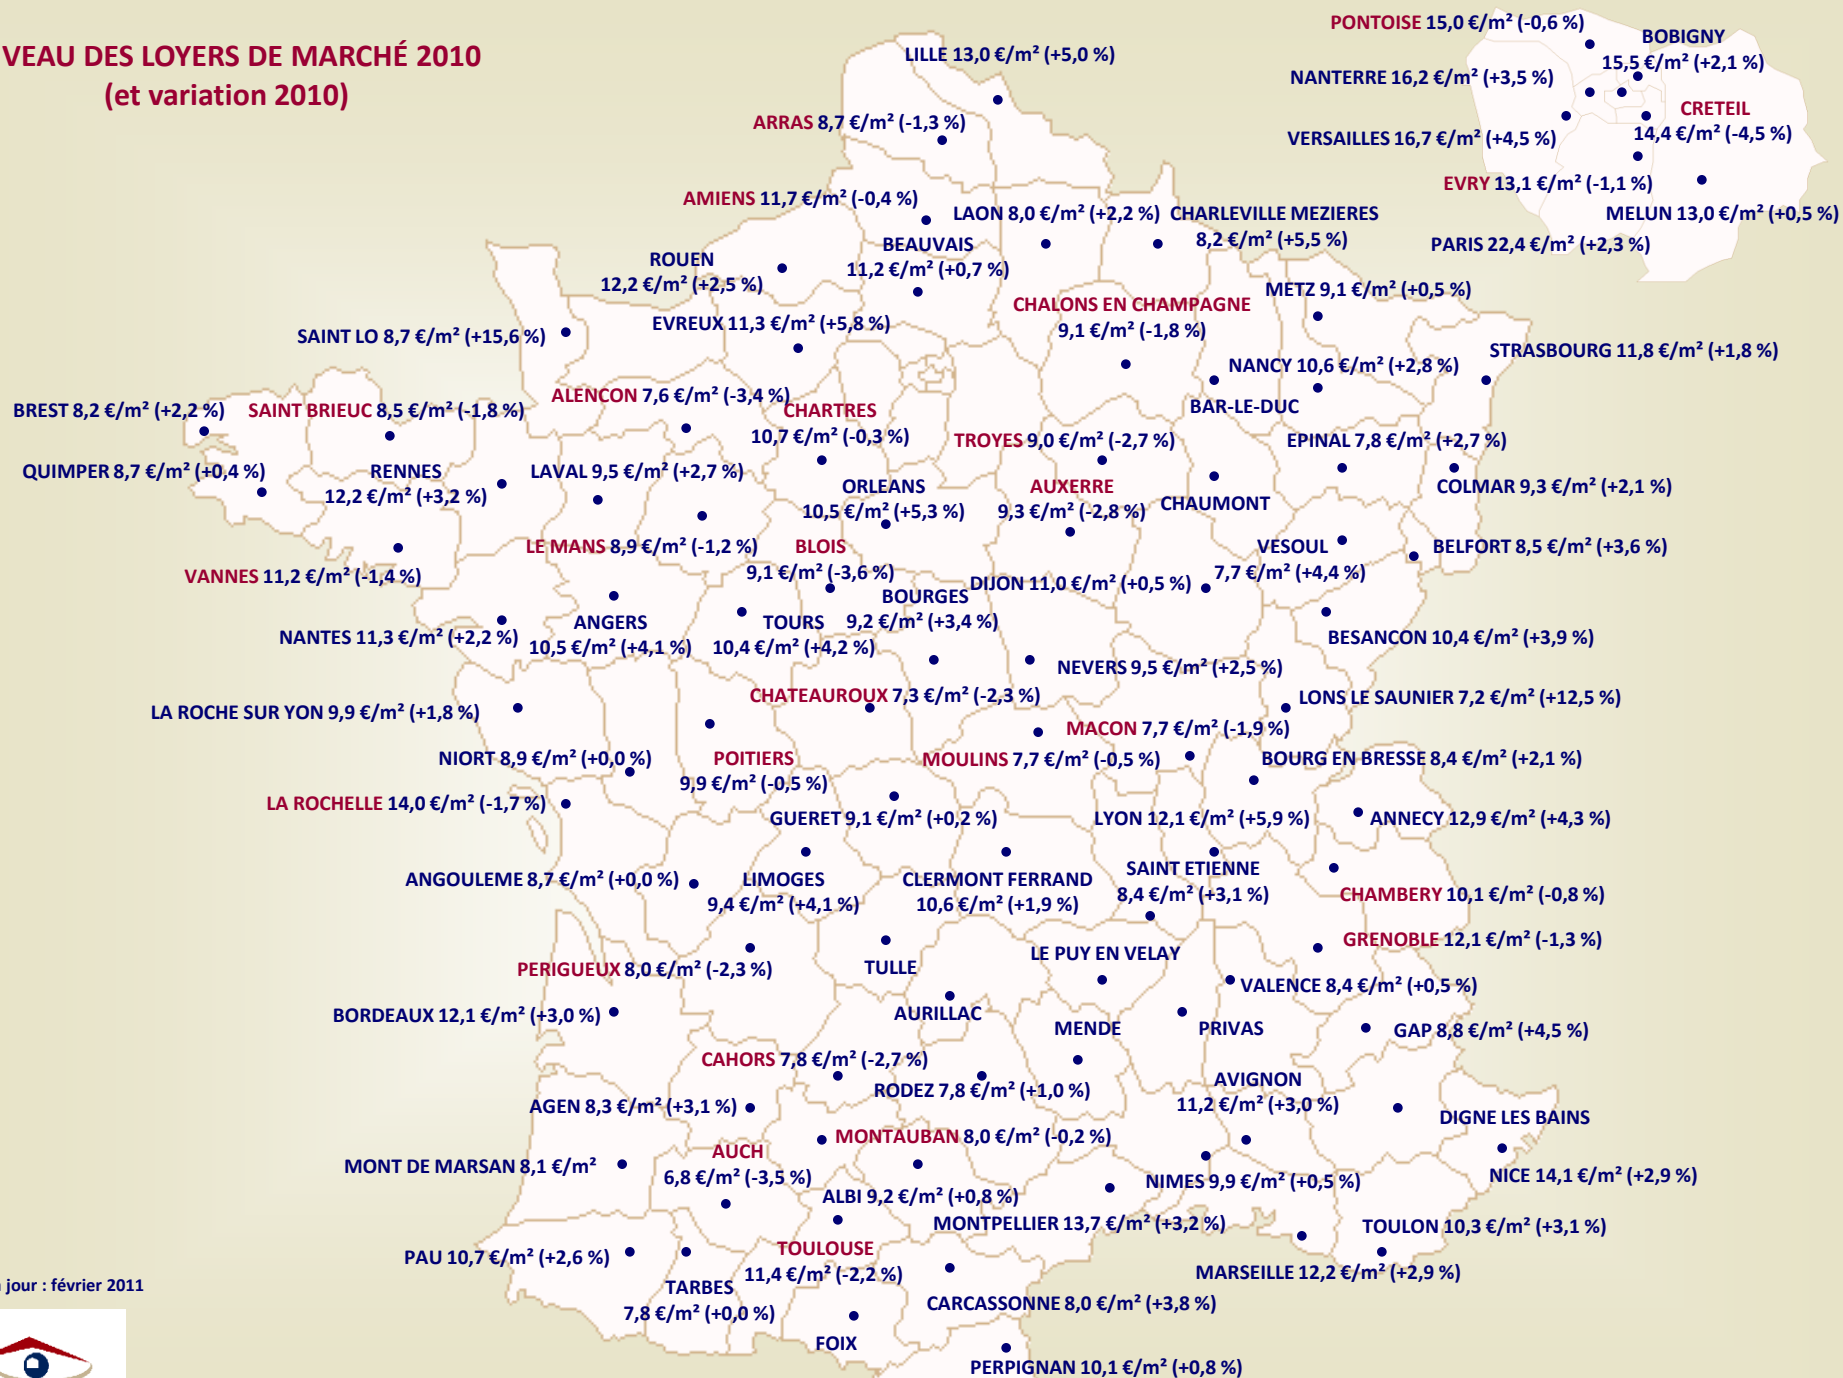 VEAU DES LOYERS DE MARCHÉ 2010
(et variation 2010)
PONTOISE 15,0 €/m² (-0,6 %)
BOBIGNY
15,5 €/m² (+2,1 %)
NANTERRE 16,2 €/m² (+3,5 %)
CRETEIL
14,4 €/m² (-4,5 %)
VERSAILLES 16,7 €/m² (+4,5 %)
EVRY 13,1 €/m² (-1,1 %)
MELUN 13,0 €/m² (+0,5 %)
PARIS 22,4 €/m² (+2,3 %)
LILLE 13,0 €/m² (+5,0 %)
ARRAS 8,7 €/m² (-1,3 %)
AMIENS 11,7 €/m² (-0,4 %)
LAON 8,0 €/m² (+2,2 %)
CHARLEVILLE MEZIERES
8,2 €/m² (+5,5 %)
BEAUVAIS
11,2 €/m² (+0,7 %)
ROUEN
12,2 €/m² (+2,5 %)
METZ 9,1 €/m² (+0,5 %)
CHALONS EN CHAMPAGNE
9,1 €/m² (-1,8 %)
EVREUX 11,3 €/m² (+5,8 %)
SAINT LO 8,7 €/m² (+15,6 %)
STRASBOURG 11,8 €/m² (+1,8 %)
NANCY 10,6 €/m² (+2,8 %)
BAR-LE-DUC
ALENCON 7,6 €/m² (-3,4 %)
CHARTRES
10,7 €/m² (-0,3 %)
BREST 8,2 €/m² (+2,2 %)
SAINT BRIEUC 8,5 €/m² (-1,8 %)
TROYES 9,0 €/m² (-2,7 %)
EPINAL 7,8 €/m² (+2,7 %)
QUIMPER 8,7 €/m² (+0,4 %)
RENNES
12,2 €/m² (+3,2 %)
LAVAL 9,5 €/m² (+2,7 %)
ORLEANS
10,5 €/m² (+5,3 %)
AUXERRE
9,3 €/m² (-2,8 %)
CHAUMONT
COLMAR 9,3 €/m² (+2,1 %)
LE MANS 8,9 €/m² (-1,2 %)
BLOIS
9,1 €/m² (-3,6 %)
VESOUL
7,7 €/m² (+4,4 %)
BELFORT 8,5 €/m² (+3,6 %)
VANNES 11,2 €/m² (-1,4 %)
DIJON 11,0 €/m² (+0,5 %)
BOURGES
9,2 €/m² (+3,4 %)
NANTES 11,3 €/m² (+2,2 %)
ANGERS
10,5 €/m² (+4,1 %)
TOURS
10,4 €/m² (+4,2 %)
BESANCON 10,4 €/m² (+3,9 %)
NEVERS 9,5 €/m² (+2,5 %)
CHATEAUROUX 7,3 €/m² (-2,3 %)
LONS LE SAUNIER 7,2 €/m² (+12,5 %)
LA ROCHE SUR YON 9,9 €/m² (+1,8 %)
MACON 7,7 €/m² (-1,9 %)
NIORT 8,9 €/m² (+0,0 %)
POITIERS
9,9 €/m² (-0,5 %)
MOULINS 7,7 €/m² (-0,5 %)
BOURG EN BRESSE 8,4 €/m² (+2,1 %)
LA ROCHELLE 14,0 €/m² (-1,7 %)
GUERET 9,1 €/m² (+0,2 %)
LYON 12,1 €/m² (+5,9 %)
ANNECY 12,9 €/m² (+4,3 %)
ANGOULEME 8,7 €/m² (+0,0 %)
LIMOGES
9,4 €/m² (+4,1 %)
CLERMONT FERRAND
10,6 €/m² (+1,9 %)
SAINT ETIENNE
8,4 €/m² (+3,1 %)
CHAMBERY 10,1 €/m² (-0,8 %)
GRENOBLE 12,1 €/m² (-1,3 %)
PERIGUEUX 8,0 €/m² (-2,3 %)
TULLE
LE PUY EN VELAY
VALENCE 8,4 €/m² (+0,5 %)
BORDEAUX 12,1 €/m² (+3,0 %)
AURILLAC
MENDE
PRIVAS
GAP 8,8 €/m² (+4,5 %)
CAHORS 7,8 €/m² (-2,7 %)
RODEZ 7,8 €/m² (+1,0 %)
AVIGNON
11,2 €/m² (+3,0 %)
AGEN 8,3 €/m² (+3,1 %)
DIGNE LES BAINS
MONTAUBAN 8,0 €/m² (-0,2 %)
AUCH
6,8 €/m² (-3,5 %)
MONT DE MARSAN 8,1 €/m²
NIMES 9,9 €/m² (+0,5 %)
NICE 14,1 €/m² (+2,9 %)
ALBI 9,2 €/m² (+0,8 %)
MONTPELLIER 13,7 €/m² (+3,2 %)
TOULON 10,3 €/m² (+3,1 %)
PAU 10,7 €/m² (+2,6 %)
TOULOUSE
11,4 €/m² (-2,2 %)
MARSEILLE 12,2 €/m² (+2,9 %)
jour : février 2011
TARBES
7,8 €/m² (+0,0 %)
CARCASSONNE 8,0 €/m² (+3,8 %)
FOIX
PERPIGNAN 10,1 €/m² (+0,8 %)